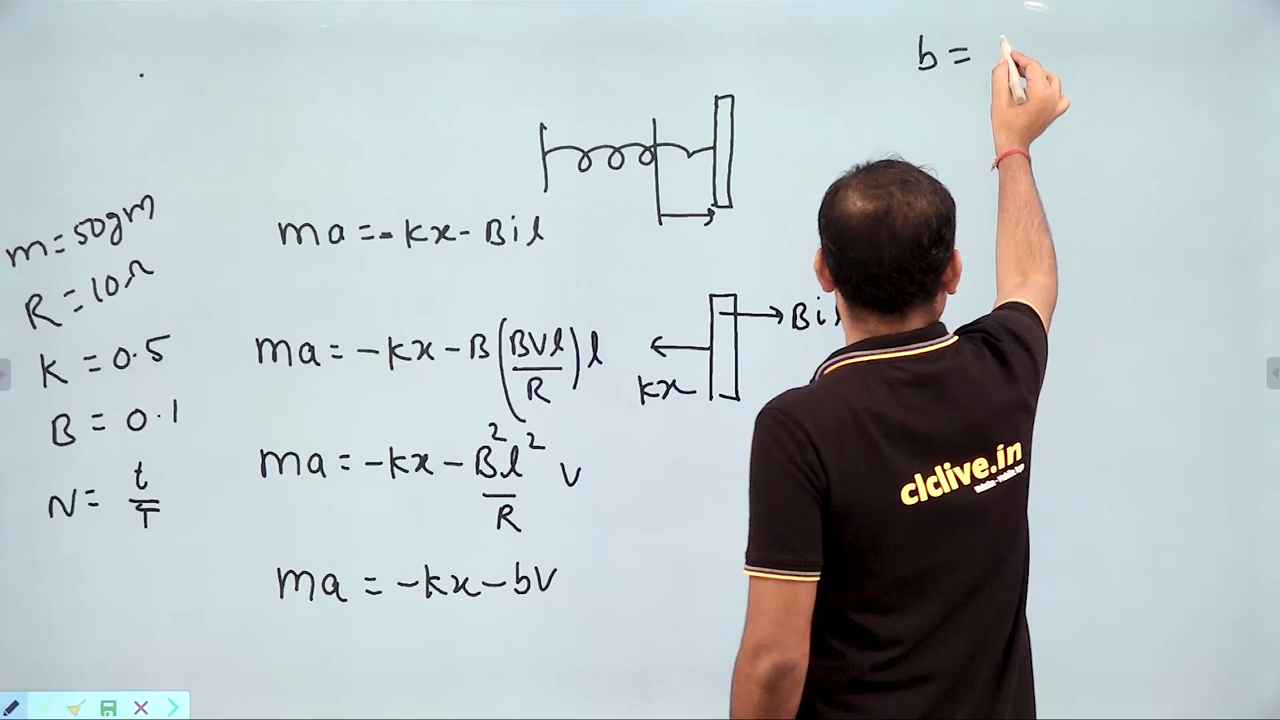 b =
m = 50gm
R = 10Ω
K = 0.5
B = 0.1
N = t/T
ma = - kx - Bil
ma = -kx - B(BVl/R)l
ma = -kx - B²l²/R V
ma = -kx - bV
Bil
kx
clclive.in